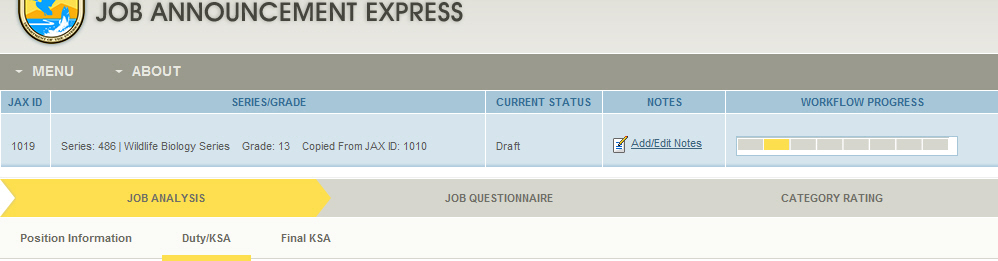 JOB ANNOUNCEMENT EXPRESS
MENU ABOUT
JAX ID SERIES/GRADE CURRENT STATUS NOTES WORKFLOW PROGRESS
1019 Series: 486 | Wildlife Biology Series Grade: 13 Copied From JAX ID: 1010 Draft Add/Edit Notes
JOB ANALYSIS JOB QUESTIONNAIRE CATEGORY RATING
Position Information Duty/KSA Final KSA